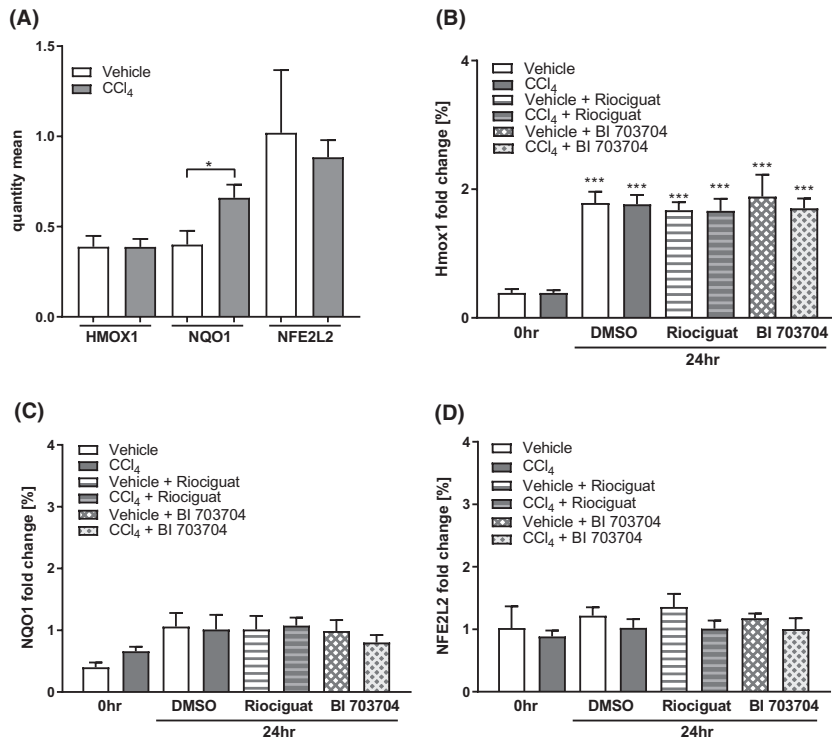 (A)
1.5
1.0
0.5
0.0
quantity mean
Vehicle
CCl4
*
HMOX1 NQO1 NFE2L2
(B)
4
3
2
1
0
Hmox1 fold change [%]
Vehicle
CCl4
Vehicle + Riociguat
CCl4 + Riociguat
Vehicle + BI 703704
CCl4 + BI 703704
*** *** *** *** *** ***
0hr DMSO Riociguat BI 703704
24hr
(C)
4
3
2
1
0
NQO1 fold change [%]
Vehicle
CCl4
Vehicle + Riociguat
CCl4 + Riociguat
Vehicle + BI 703704
CCl4 + BI 703704
0hr DMSO Riociguat BI 703704
24hr
(D)
4
3
2
1
0
NFE2L2 fold change [%]
Vehicle
CCl4
Vehicle + Riociguat
CCl4 + Riociguat
Vehicle + BI 703704
CCl4 + BI 703704
0hr DMSO Riociguat BI 703704
24hr